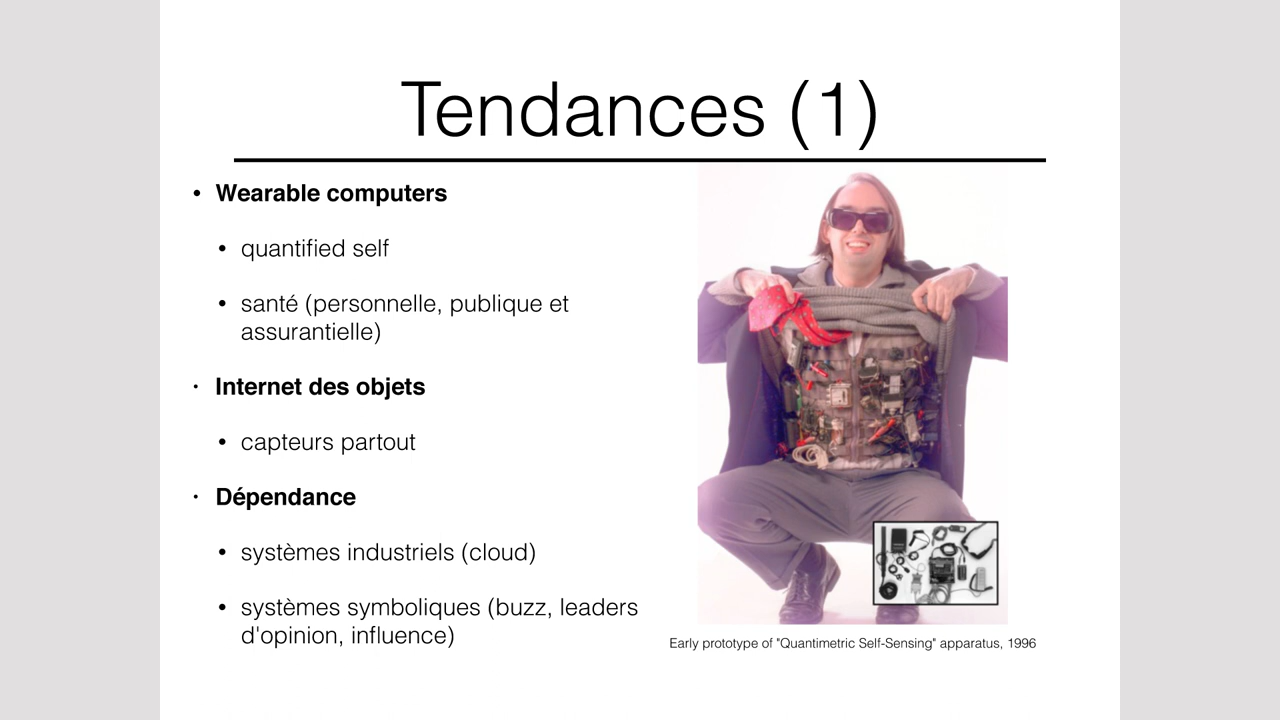 Tendances (1)
• Wearable computers
• quantified self
• santé (personnelle, publique et
assurantielle)
• Internet des objets
• capteurs partout
• Dépendance
• systèmes industriels (cloud)
• systèmes symboliques (buzz, leaders
d'opinion, influence)
Early prototype of "Quantimetric Self-Sensing" apparatus, 1996